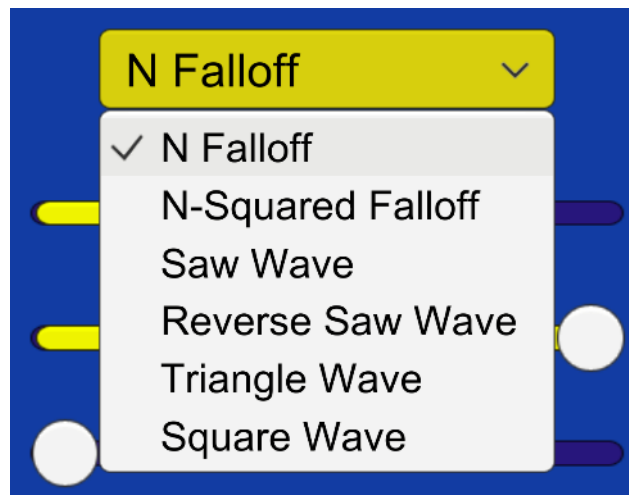 N Falloff
N Falloff
N-Squared Falloff
Saw Wave
Reverse Saw Wave
Triangle Wave
Square Wave